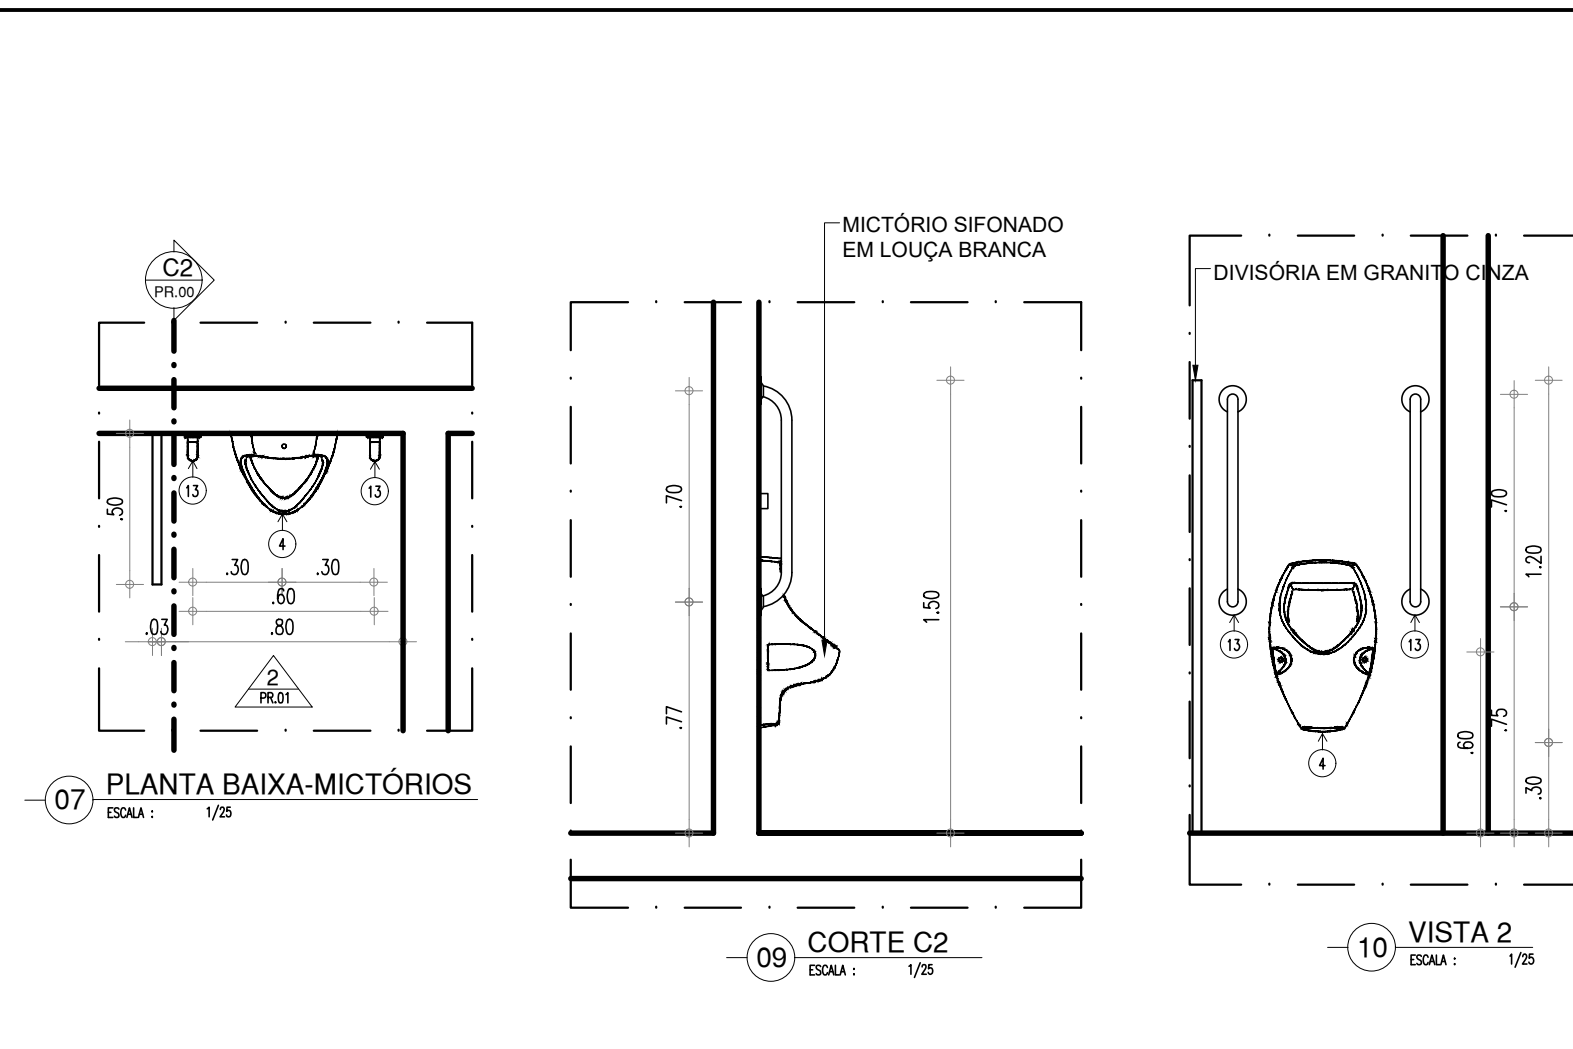 C2
PR.00
13
13
4
.50
.30
.30
.60
.03
.80
2
PR.01
07
PLANTA BAIXA-MICTÓRIOS
ESCALA : 1/25
MICTÓRIO SIFONADO
EM LOUÇA BRANCA
.70
.77
1.50
09
CORTE C2
ESCALA : 1/25
DIVISÓRIA EM GRANITO CINZA
13
13
4
.70
1.20
.75
.60
.30
10
VISTA 2
ESCALA : 1/25